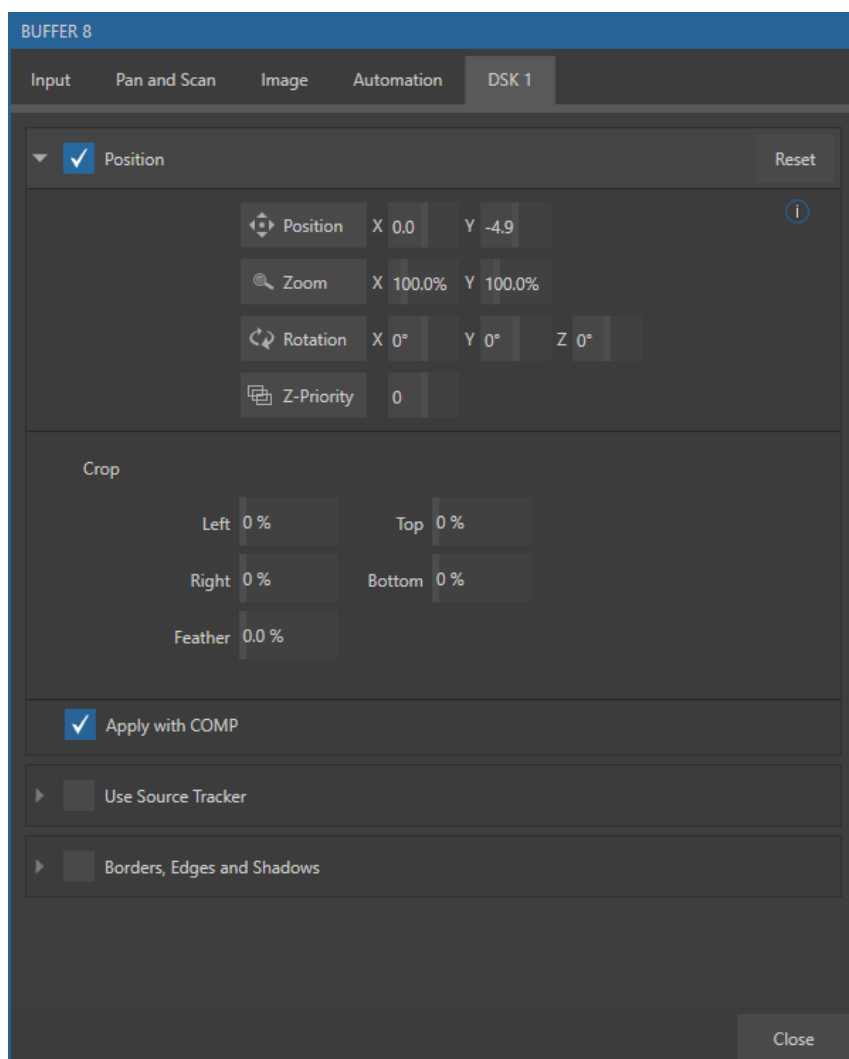 BUFFER 8
Input Pan and Scan Image Automation DSK 1
Position Reset
Position X 0.0 Y -4.9
Zoom X 100.0% Y 100.0%
Rotation X 0° Y 0° Z 0°
Z-Priority 0
Crop
Left 0 % Top 0 %
Right 0 % Bottom 0 %
Feather 0.0 %
Apply with COMP
Use Source Tracker
Borders, Edges and Shadows
Close